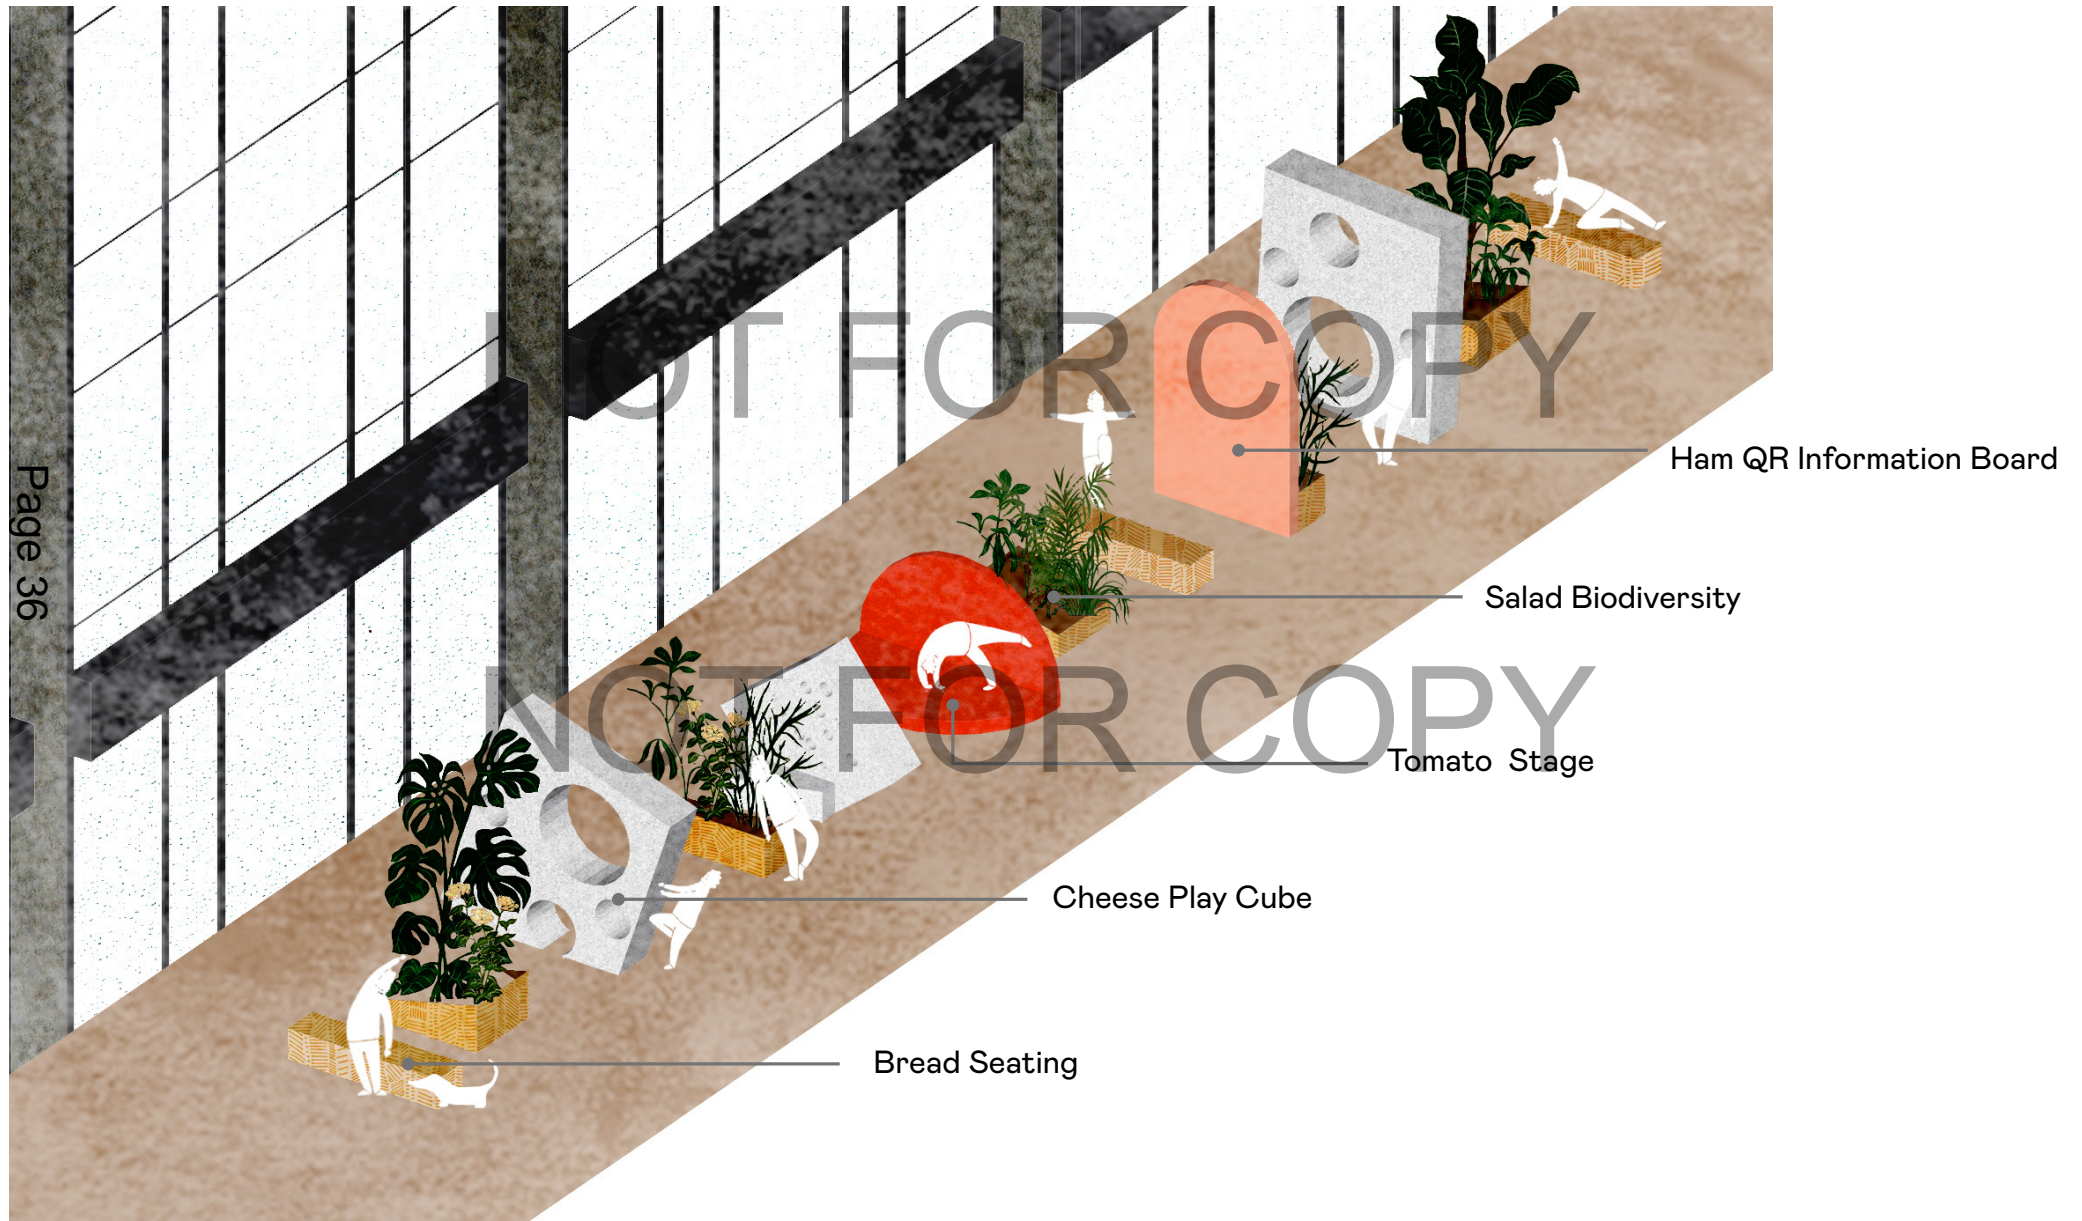 NOT FOR COPY
Ham QR Information Board
Page 36
Salad Biodiversity
NOT FOR COPY
Tomato Stage
Cheese Play Cube
Bread Seating